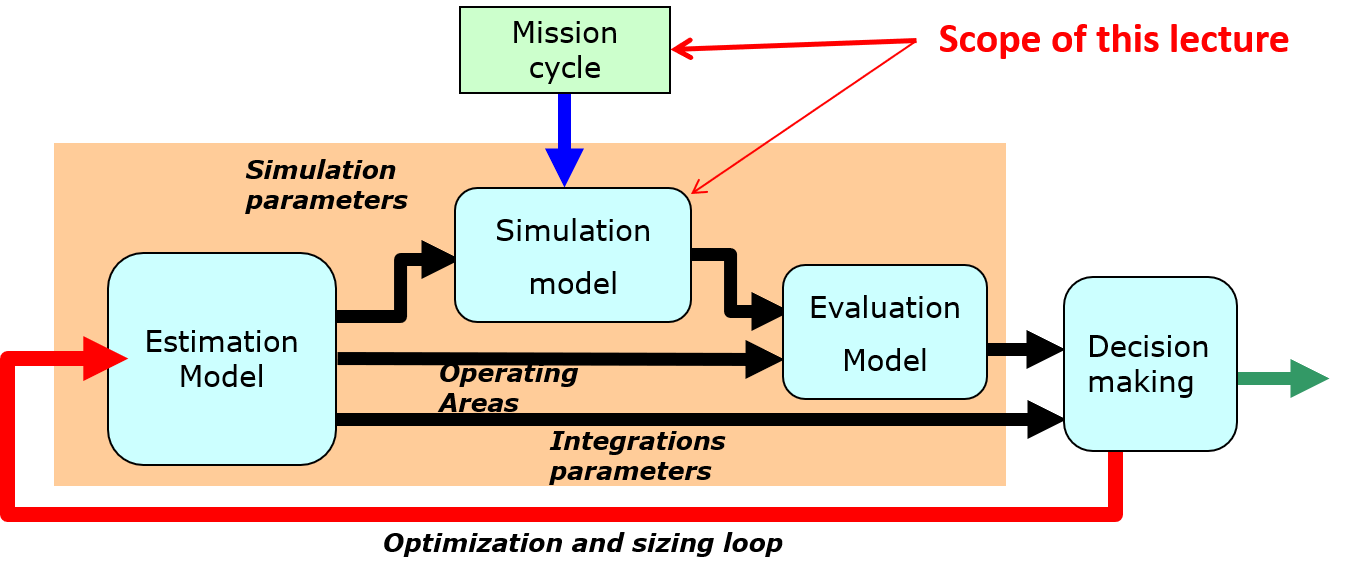 Mission
cycle
Scope of this lecture
Simulation
parameters
Simulation
model
Estimation
Model
Evaluation
Model
Decision
making
Operating
Areas
Integrations
parameters
Optimization and sizing loop